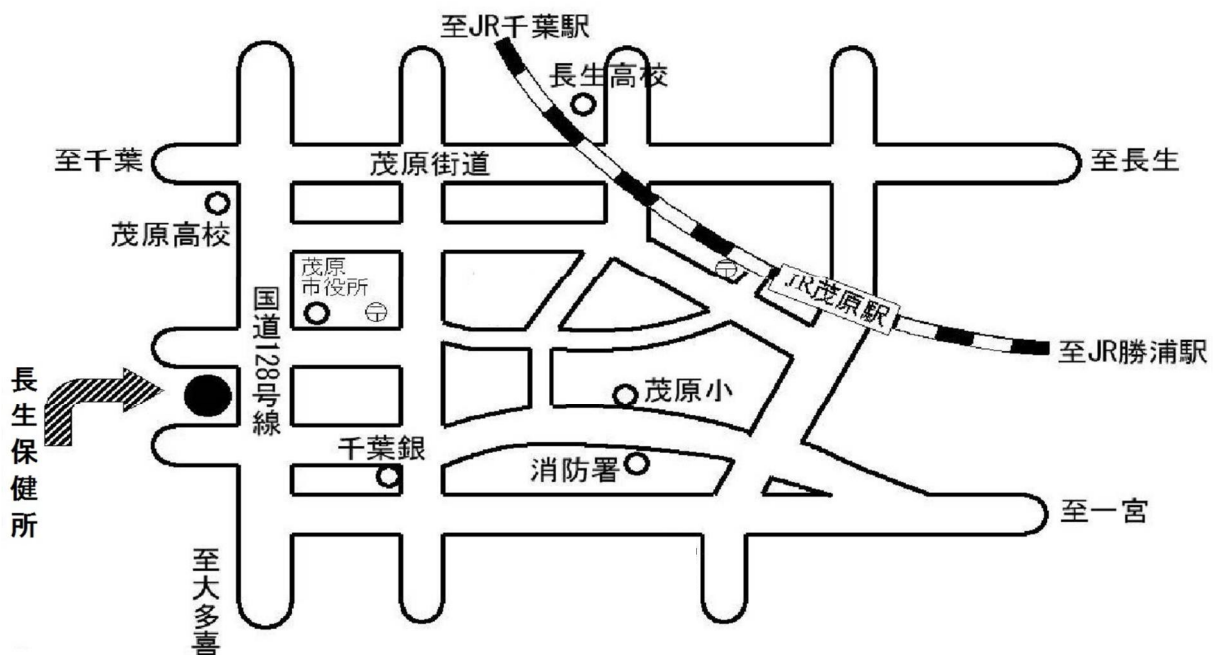 至JR千葉駅
長生高校
至千葉
茂原街道
至長生
茂原高校
茂原
市役所
〒
〒
JR茂原駅
国道128号線
至JR勝浦駅
長生保健所
茂原小
千葉銀
消防署
至一宮
至大多喜